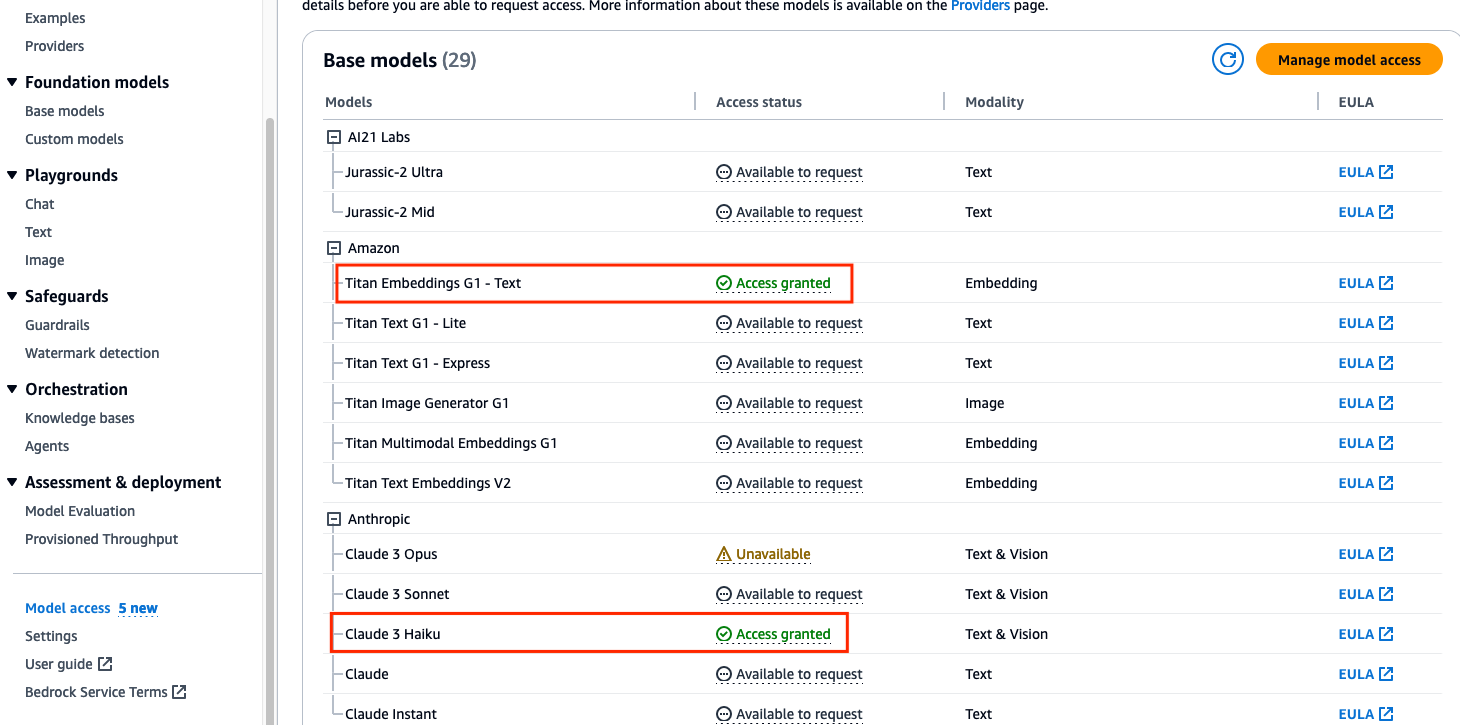 details before you are able to request access. More information about these models is available on the Providers page.
Examples
Providers
Foundation models
Base models
Custom models
Playgrounds
Chat
Text
Image
Safeguards
Guardrails
Watermark detection
Orchestration
Knowledge bases
Agents
Assessment & deployment
Model Evaluation
Provisioned Throughput
Model access 5 new
Settings
User guide
Bedrock Service Terms
Base models (29)
Manage model access
Models Access status Modality EULA
AI21 Labs
Jurassic-2 Ultra Available to request Text EULA
Jurassic-2 Mid Available to request Text EULA
Amazon
Titan Embeddings G1 - Text Access granted Embedding EULA
Titan Text G1 - Lite Available to request Text EULA
Titan Text G1 - Express Available to request Text EULA
Titan Image Generator G1 Available to request Image EULA
Titan Multimodal Embeddings G1 Available to request Embedding EULA
Titan Text Embeddings V2 Available to request Embedding EULA
Anthropic
Claude 3 Opus Unavailable Text & Vision EULA
Claude 3 Sonnet Available to request Text & Vision EULA
Claude 3 Haiku Access granted Text & Vision EULA
Claude Available to request Text EULA
Claude Instant Available to request Text EULA